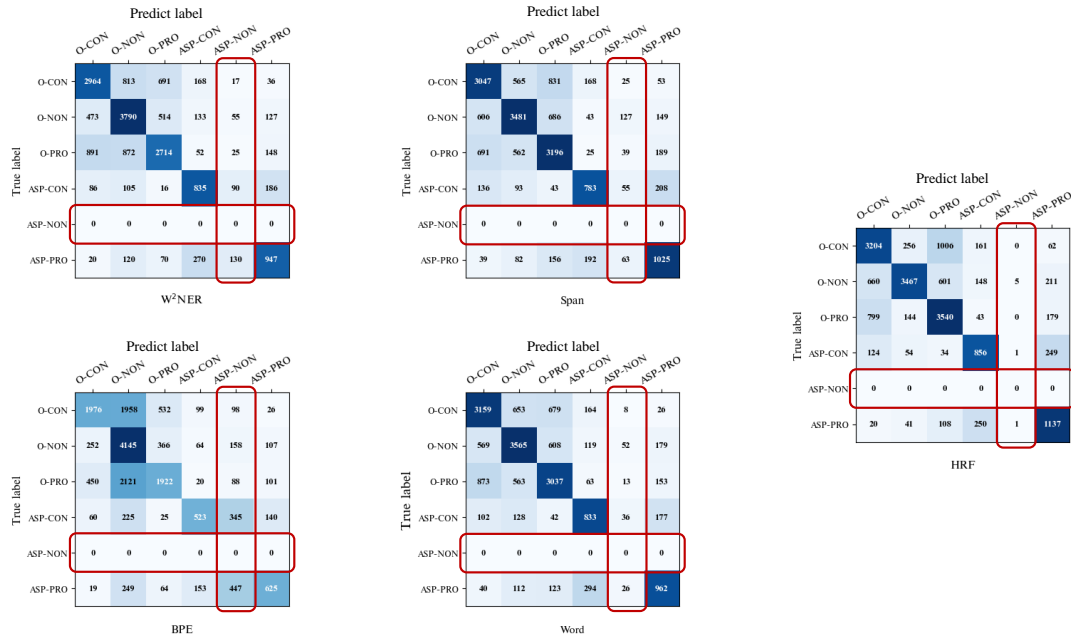 Predict label
O-CON O-NON O-PRO ASP-CON ASP-NON ASP-PRO
True label
O-CON 2964 813 691 168 17 36
O-NON 473 3790 514 133 55 127
O-PRO 891 872 2714 52 25 148
ASP-CON 86 105 16 835 90 186
ASP-NON 0 0 0 0 0 0
ASP-PRO 20 120 70 270 130 947
W²NER
Predict label
O-CON O-NON O-PRO ASP-CON ASP-NON ASP-PRO
True label
O-CON 3047 565 831 168 25 53
O-NON 606 3481 686 43 127 149
O-PRO 691 562 3196 25 39 189
ASP-CON 136 93 43 783 55 208
ASP-NON 0 0 0 0 0 0
ASP-PRO 39 82 156 192 63 1025
Span
Predict label
O-CON O-NON O-PRO ASP-CON ASP-NON ASP-PRO
True label
O-CON 1976 1958 532 99 98 26
O-NON 252 4145 366 64 158 107
O-PRO 450 2121 1922 20 88 101
ASP-CON 60 225 25 523 345 140
ASP-NON 0 0 0 0 0 0
ASP-PRO 19 249 64 153 447 625
BPE
Predict label
O-CON O-NON O-PRO ASP-CON ASP-NON ASP-PRO
True label
O-CON 3159 653 679 164 8 26
O-NON 569 3565 608 119 52 179
O-PRO 873 563 3037 63 13 153
ASP-CON 102 128 42 833 36 177
ASP-NON 0 0 0 0 0 0
ASP-PRO 40 112 123 294 26 962
Word
Predict label
O-CON O-NON O-PRO ASP-CON ASP-NON ASP-PRO
True label
O-CON 3204 256 1006 161 0 62
O-NON 660 3467 601 148 5 211
O-PRO 799 144 3540 43 0 179
ASP-CON 124 54 34 856 1 249
ASP-NON 0 0 0 0 0 0
ASP-PRO 20 41 108 250 1 1137
HRF